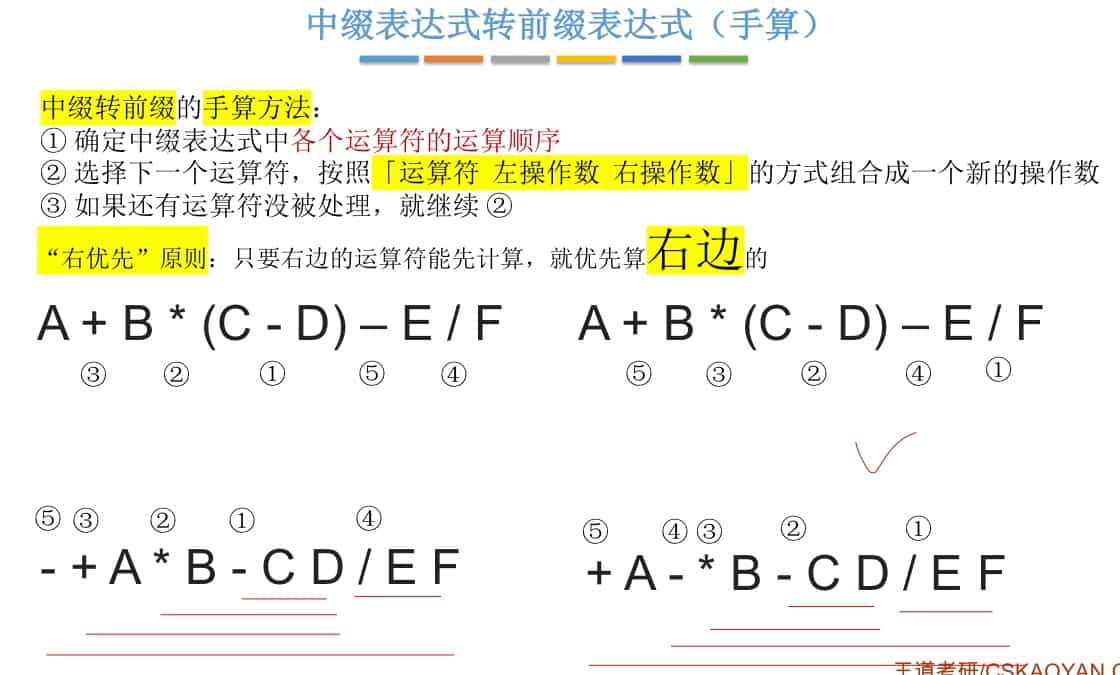 中缀表达式转前缀表达式（手算）
中缀转前缀的手算方法：
① 确定中缀表达式中各个运算符的运算顺序
② 选择下一个运算符，按照「运算符 左操作数 右操作数」的方式组合成一个新的操作数
③ 如果还有运算符没被处理，就继续 ②
“右优先”原则：只要右边的运算符能先计算，就优先算右边的
A + B * (C - D) – E / F
③ ② ① ⑤ ④
A + B * (C - D) – E / F
⑤ ③ ② ④ ①
⑤ ③ ② ① ④
- + A * B - C D / E F
⑤ ④ ③ ② ①
+ A - * B - C D / E F
王道考研/CSKAOYAN.C